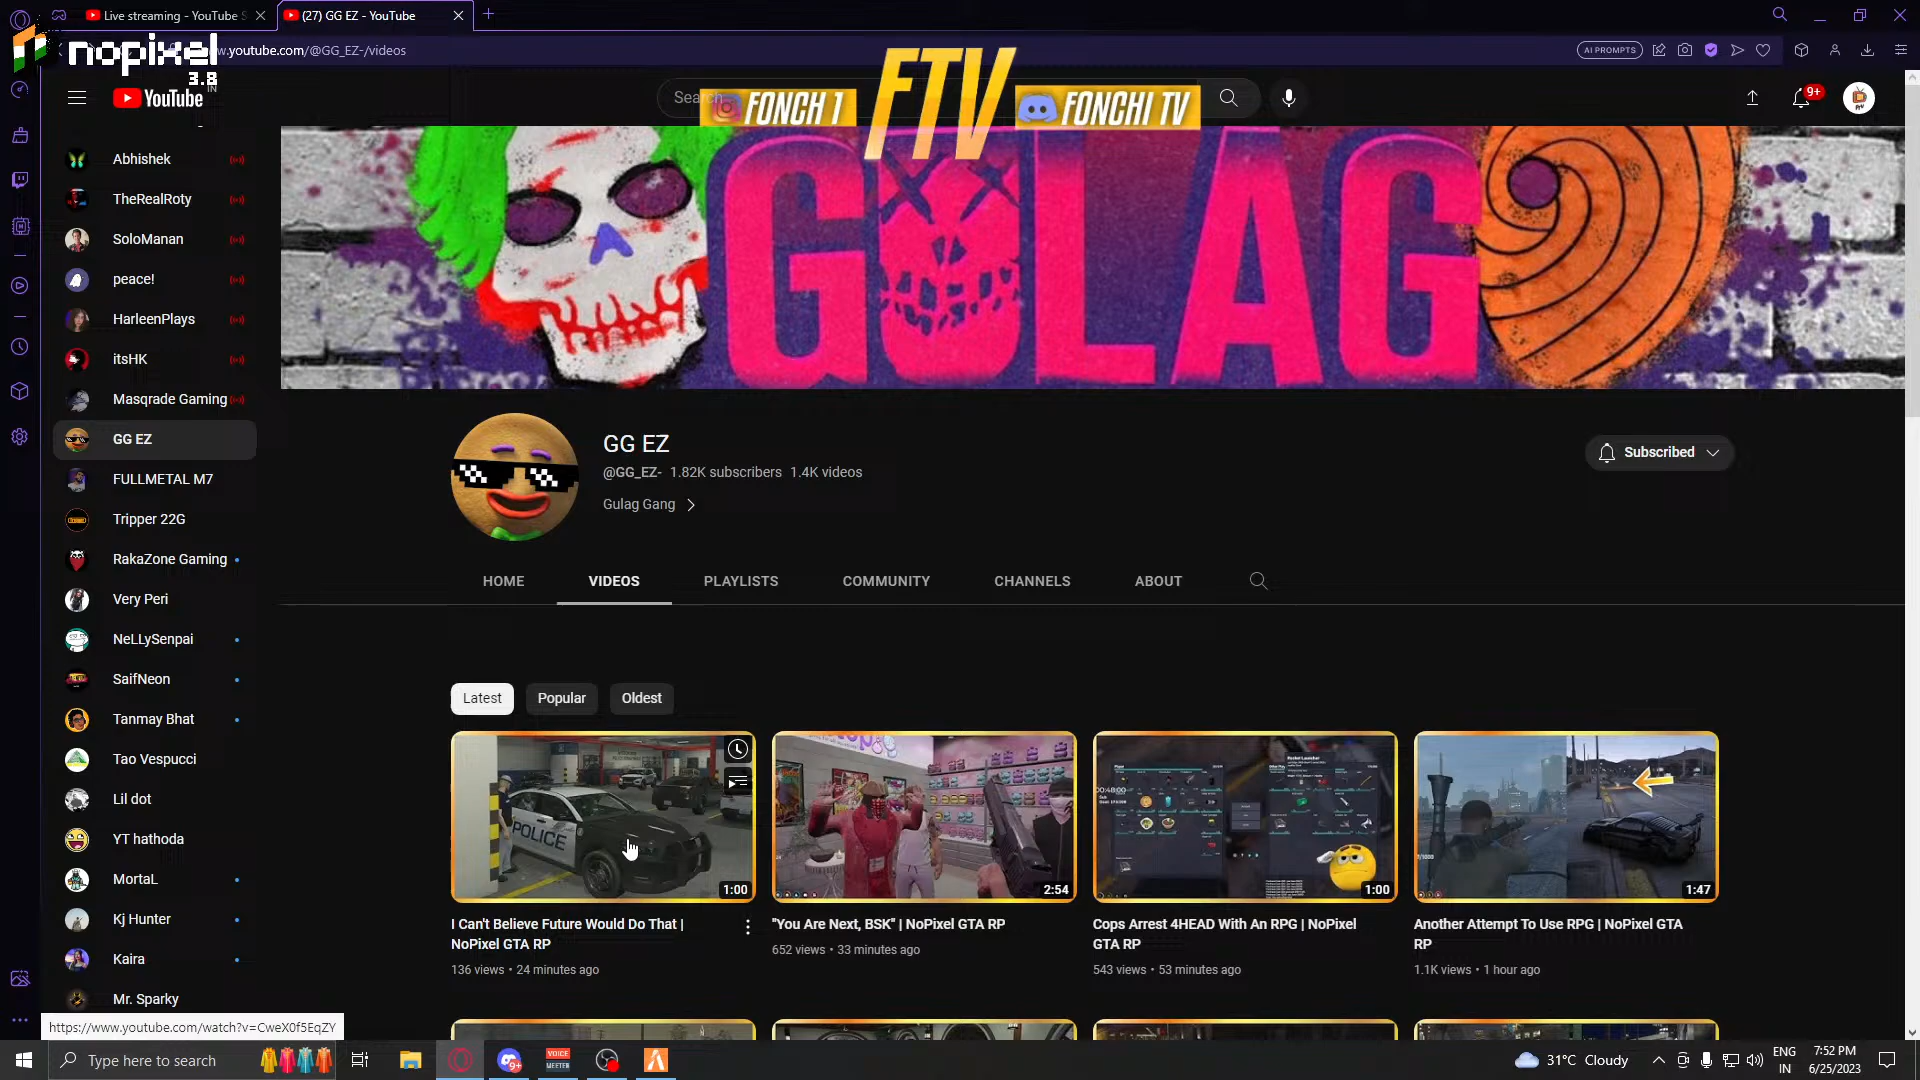 Live streaming - YouTube S
(27) GG EZ - YouTube
nopixel
3.8
IN
.youtube.com/@GG_EZ-/videos
AI PROMPTS
YouTube
Search
FONCH 1
FTV
FONCHI TV
9+
Abhishek
TheRealRoty
SoloManan
peace!
HarleenPlays
itsHK
Masqrade Gaming
GG EZ
FULLMETAL M7
Tripper 22G
RakaZone Gaming
Very Peri
NeLLySenpai
SaifNeon
Tanmay Bhat
Tao Vespucci
Lil dot
YT hathoda
MortaL
Kj Hunter
Kaira
Mr. Sparky
GULAG
GG EZ
@GG_EZ- 1.82K subscribers 1.4K videos
Gulag Gang
Subscribed
HOME VIDEOS PLAYLISTS COMMUNITY CHANNELS ABOUT
Latest Popular Oldest
POLICE
1:00
2:54
00:48:00
1:00
1:47
I Can't Believe Future Would Do That |
NoPixel GTA RP
136 views • 24 minutes ago
"You Are Next, BSK" | NoPixel GTA RP
652 views • 33 minutes ago
Cops Arrest 4HEAD With An RPG | NoPixel
GTA RP
543 views • 53 minutes ago
Another Attempt To Use RPG | NoPixel GTA
RP
1.1K views • 1 hour ago
https://www.youtube.com/watch?v=CweX0f5EqZY
Type here to search
9+
VOICE
MEETER
31°C Cloudy
ENG
IN
7:52 PM
6/25/2023